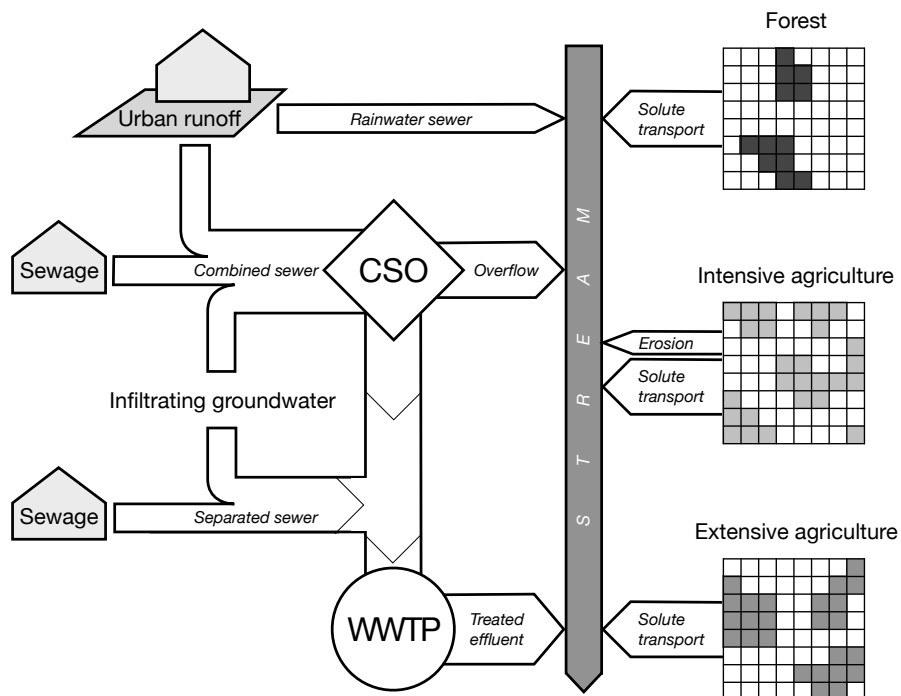 Forest
Urban runoff
Rainwater sewer
Solute
transport
Sewage
Combined sewer
CSO
Overflow
Intensive agriculture
Erosion
Solute
transport
Infiltrating groundwater
STREAM
Sewage
Separated sewer
Extensive agriculture
WWTP
Treated
effluent
Solute
transport